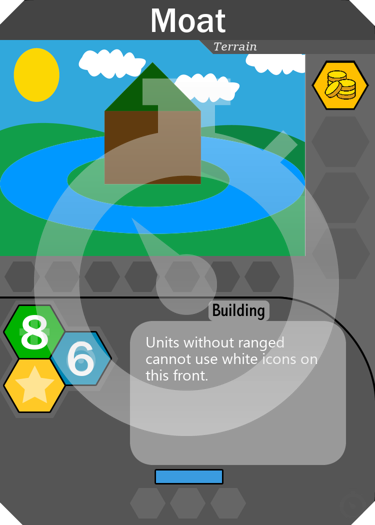 Moat
Terrain
Building
8
6
Units without ranged
cannot use white icons on
this front.